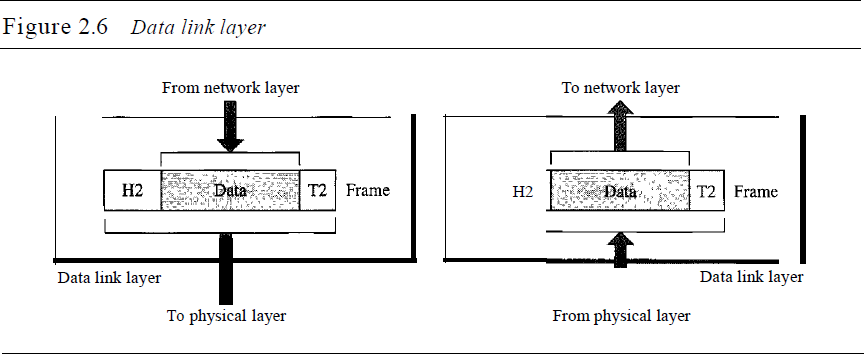 Figure 2.6 Data link layer
From network layer
To network layer
H2 Data T2 Frame
H2 Data T2 Frame
Data link layer
Data link layer
To physical layer
From physical layer